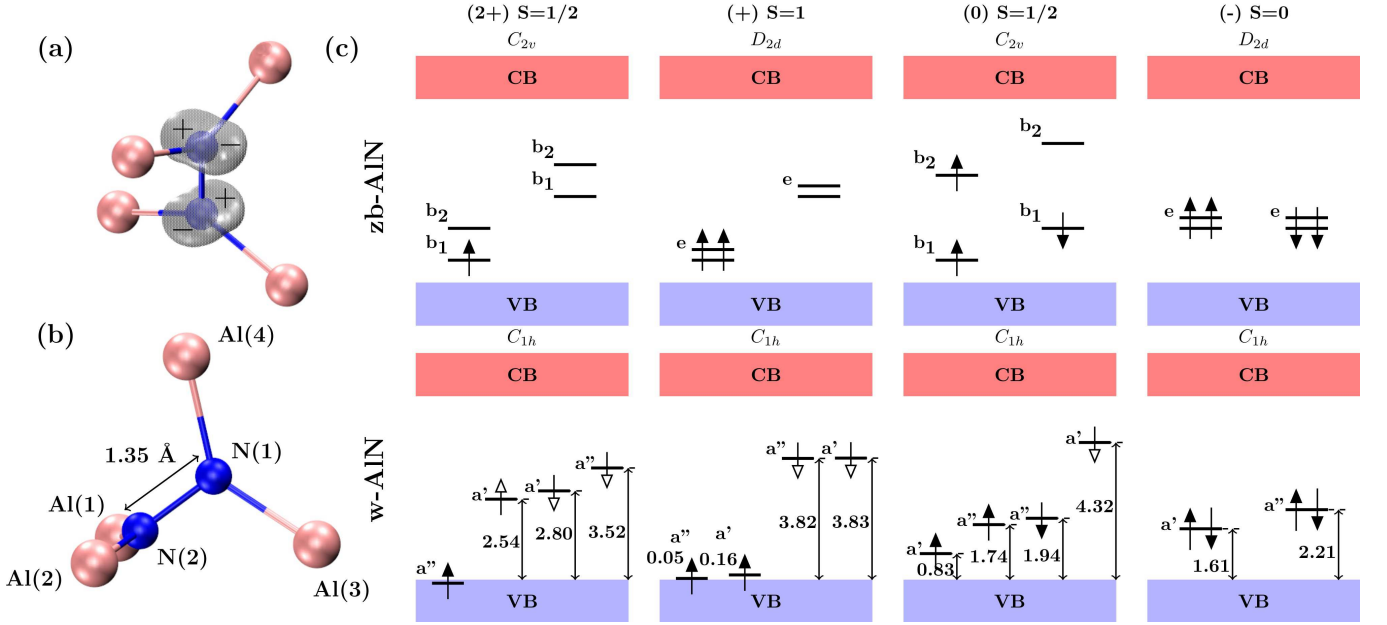 (a)
(b)
Al(4)
1.35 Å
N(1)
Al(1)
N(2)
Al(2)
Al(3)
+
−
+
−
(c)
(2+) S=1/2
(+) S=1
(0) S=1/2
(-) S=0
zb-AlN
C2v
D2d
C2v
D2d
CB
CB
CB
CB
b2
b1
b2
b1
e
e
b2
b1
b2
b1
e
e
VB
VB
VB
VB
w-AlN
C1h
C1h
C1h
C1h
CB
CB
CB
CB
a''
a'
2.54
a'
2.80
a''
3.52
a''
0.05
a'
0.16
a''
3.82
a'
3.83
a'
0.83
a''
1.74
a''
1.94
a'
4.32
a'
1.61
a''
2.21
VB
VB
VB
VB